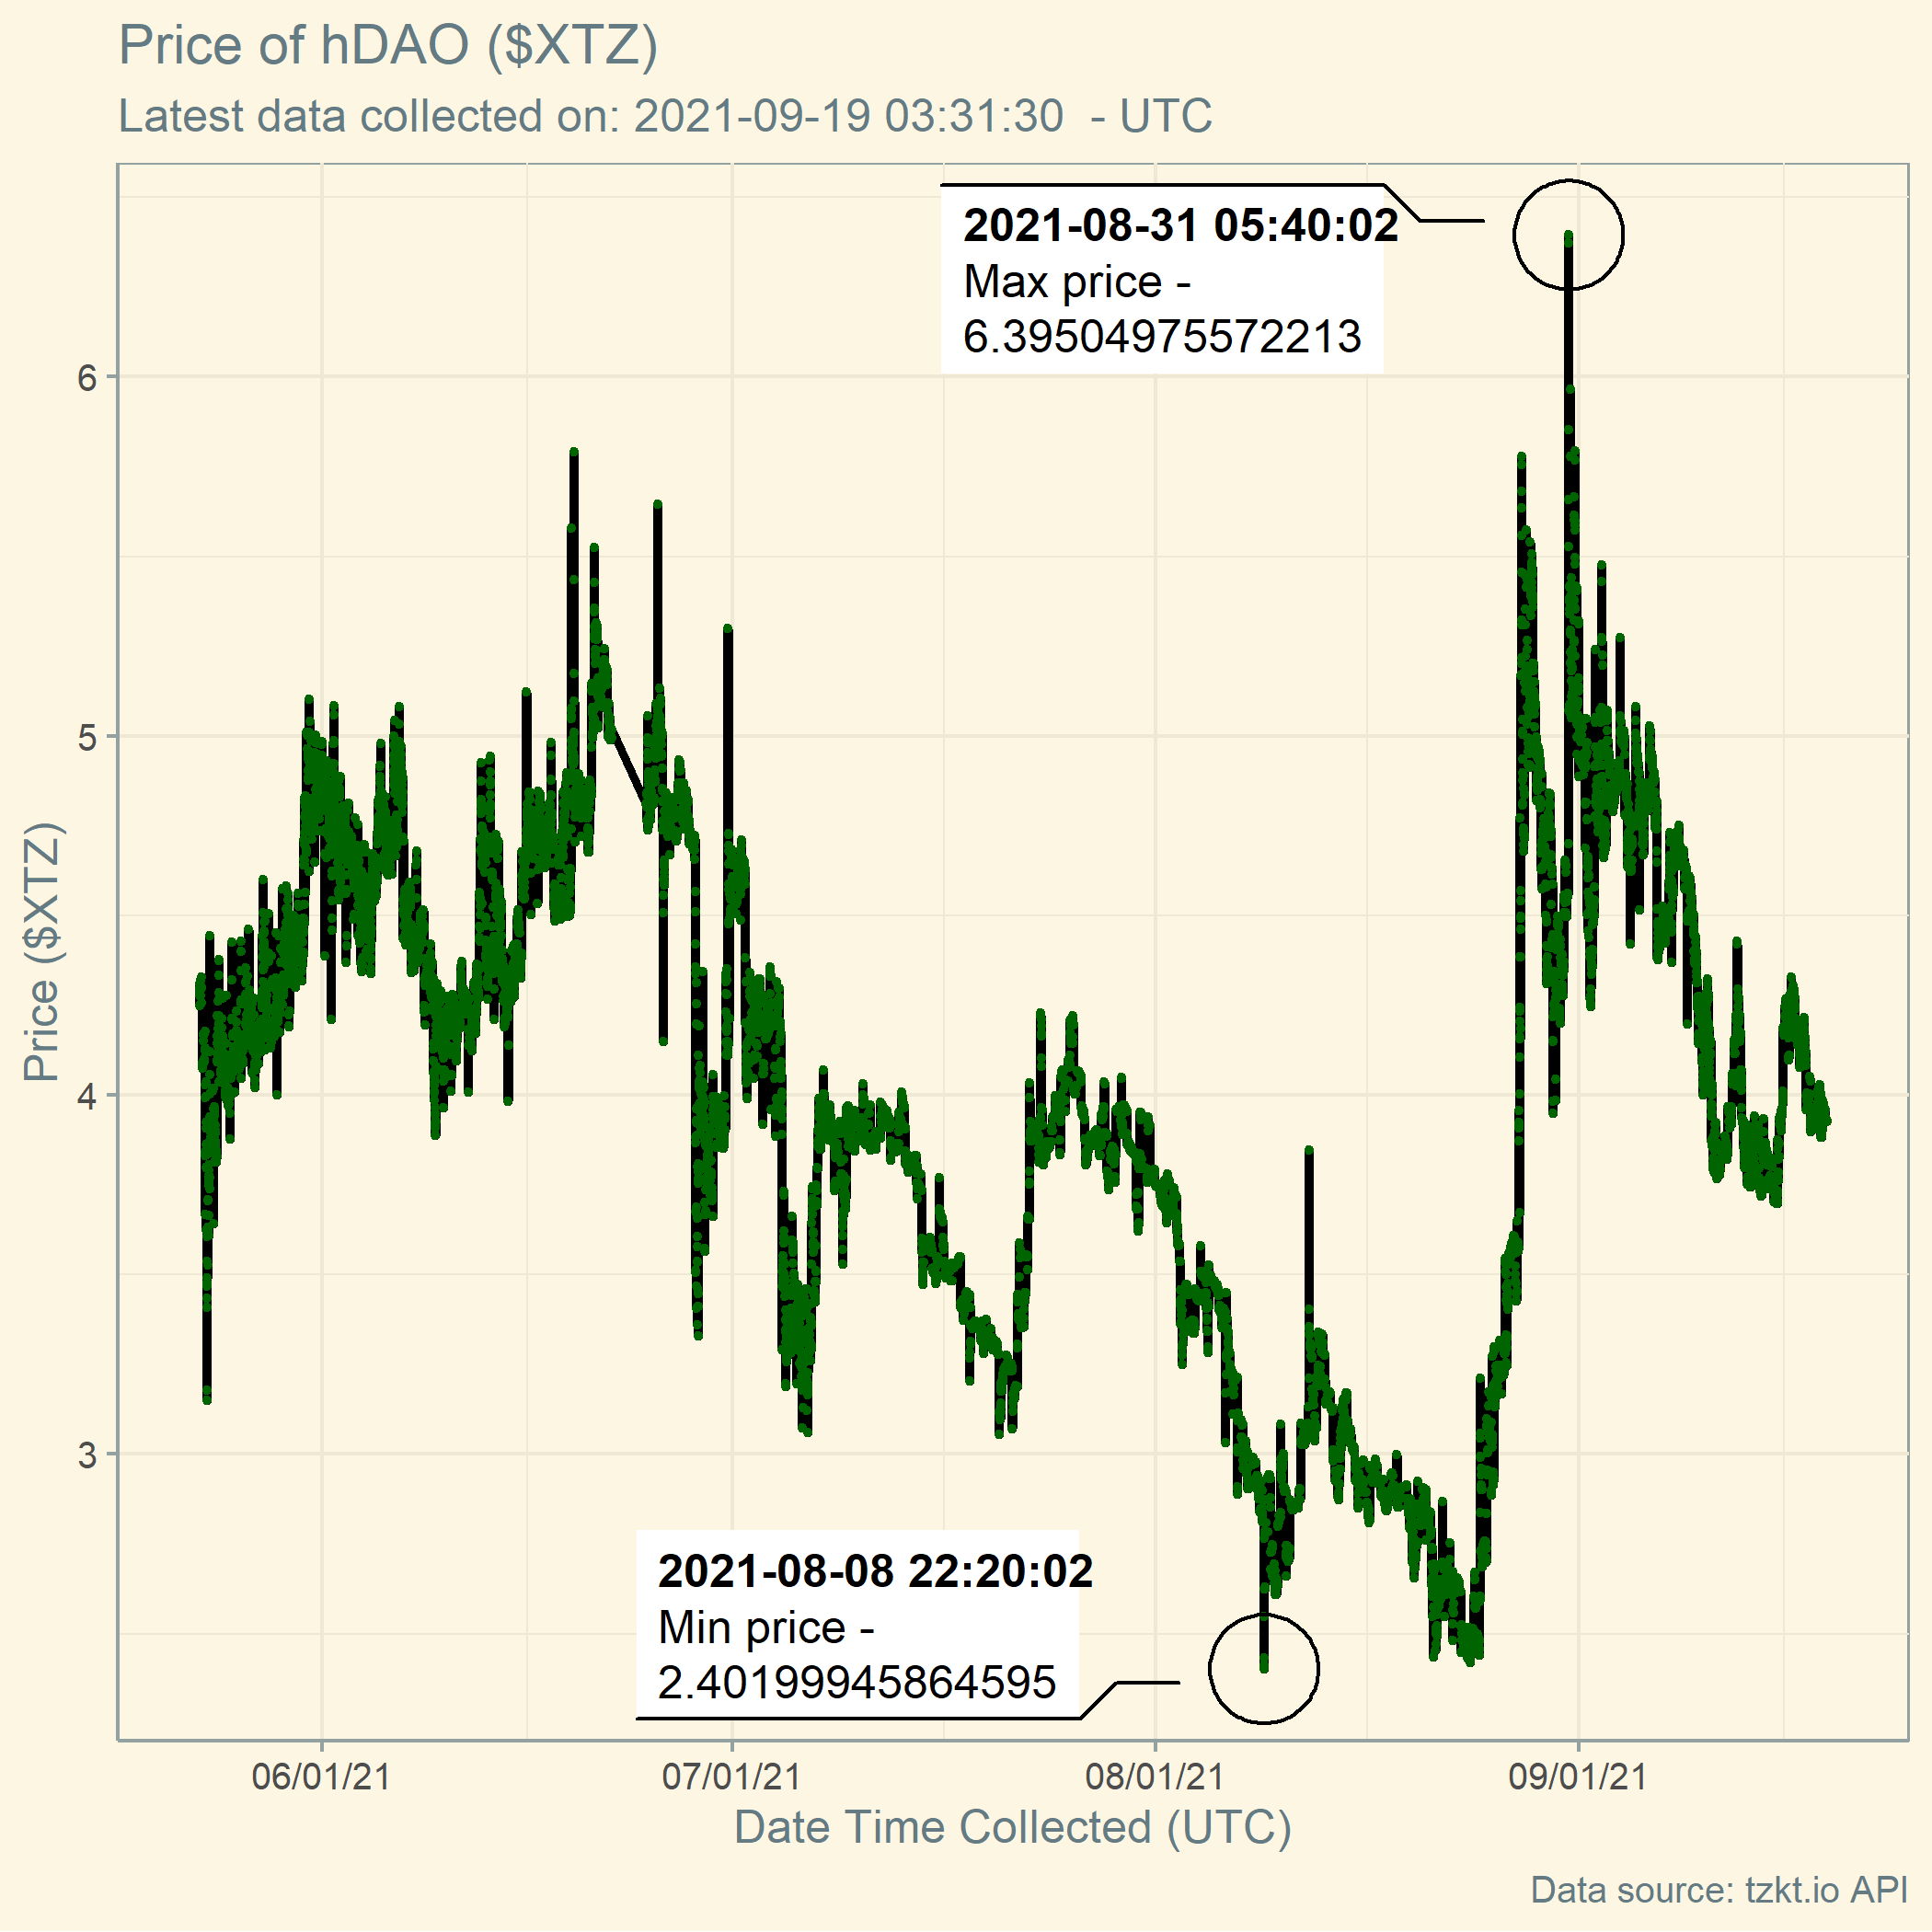 Price of hDAO ($XTZ)
Latest data collected on: 2021-09-19 03:31:30  - UTC
2021-08-31 05:40:02
Max price -
6.39504975572213
6
5
Price ($XTZ)
4
3
2021-08-08 22:20:02
Min price -
2.40199945864595
06/01/21 07/01/21 08/01/21 09/01/21
Date Time Collected (UTC)
Data source: tzkt.io API